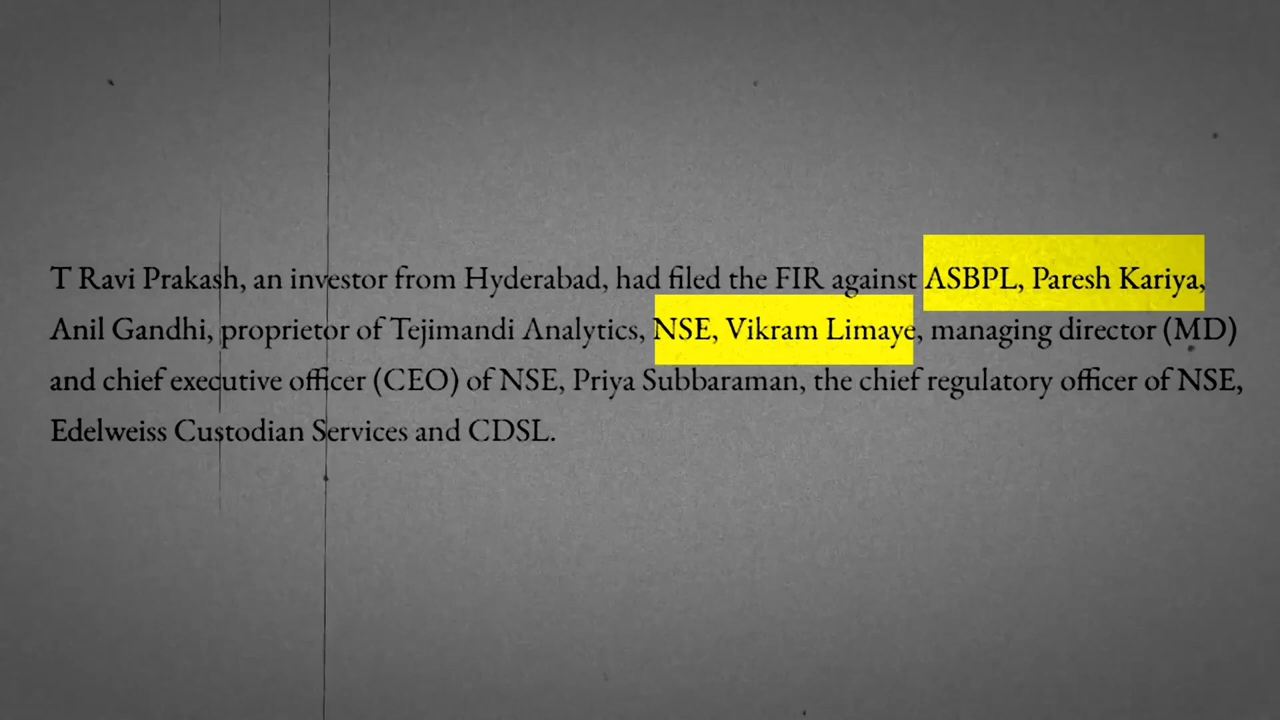 T Ravi Prakash, an investor from Hyderabad, had filed the FIR against ASBPL, Paresh Kariya,
Anil Gandhi, proprietor of Tejimandi Analytics, NSE, Vikram Limaye, managing director (MD)
and chief executive officer (CEO) of NSE, Priya Subbaraman, the chief regulatory officer of NSE,
Edelweiss Custodian Services and CDSL.